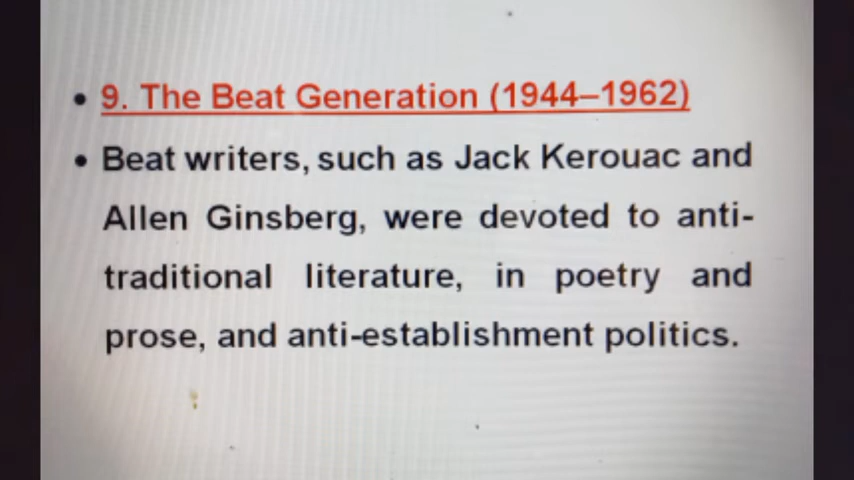 • 9. The Beat Generation (1944–1962)
• Beat writers, such as Jack Kerouac and
Allen Ginsberg, were devoted to anti-
traditional literature, in poetry and
prose, and anti-establishment politics.